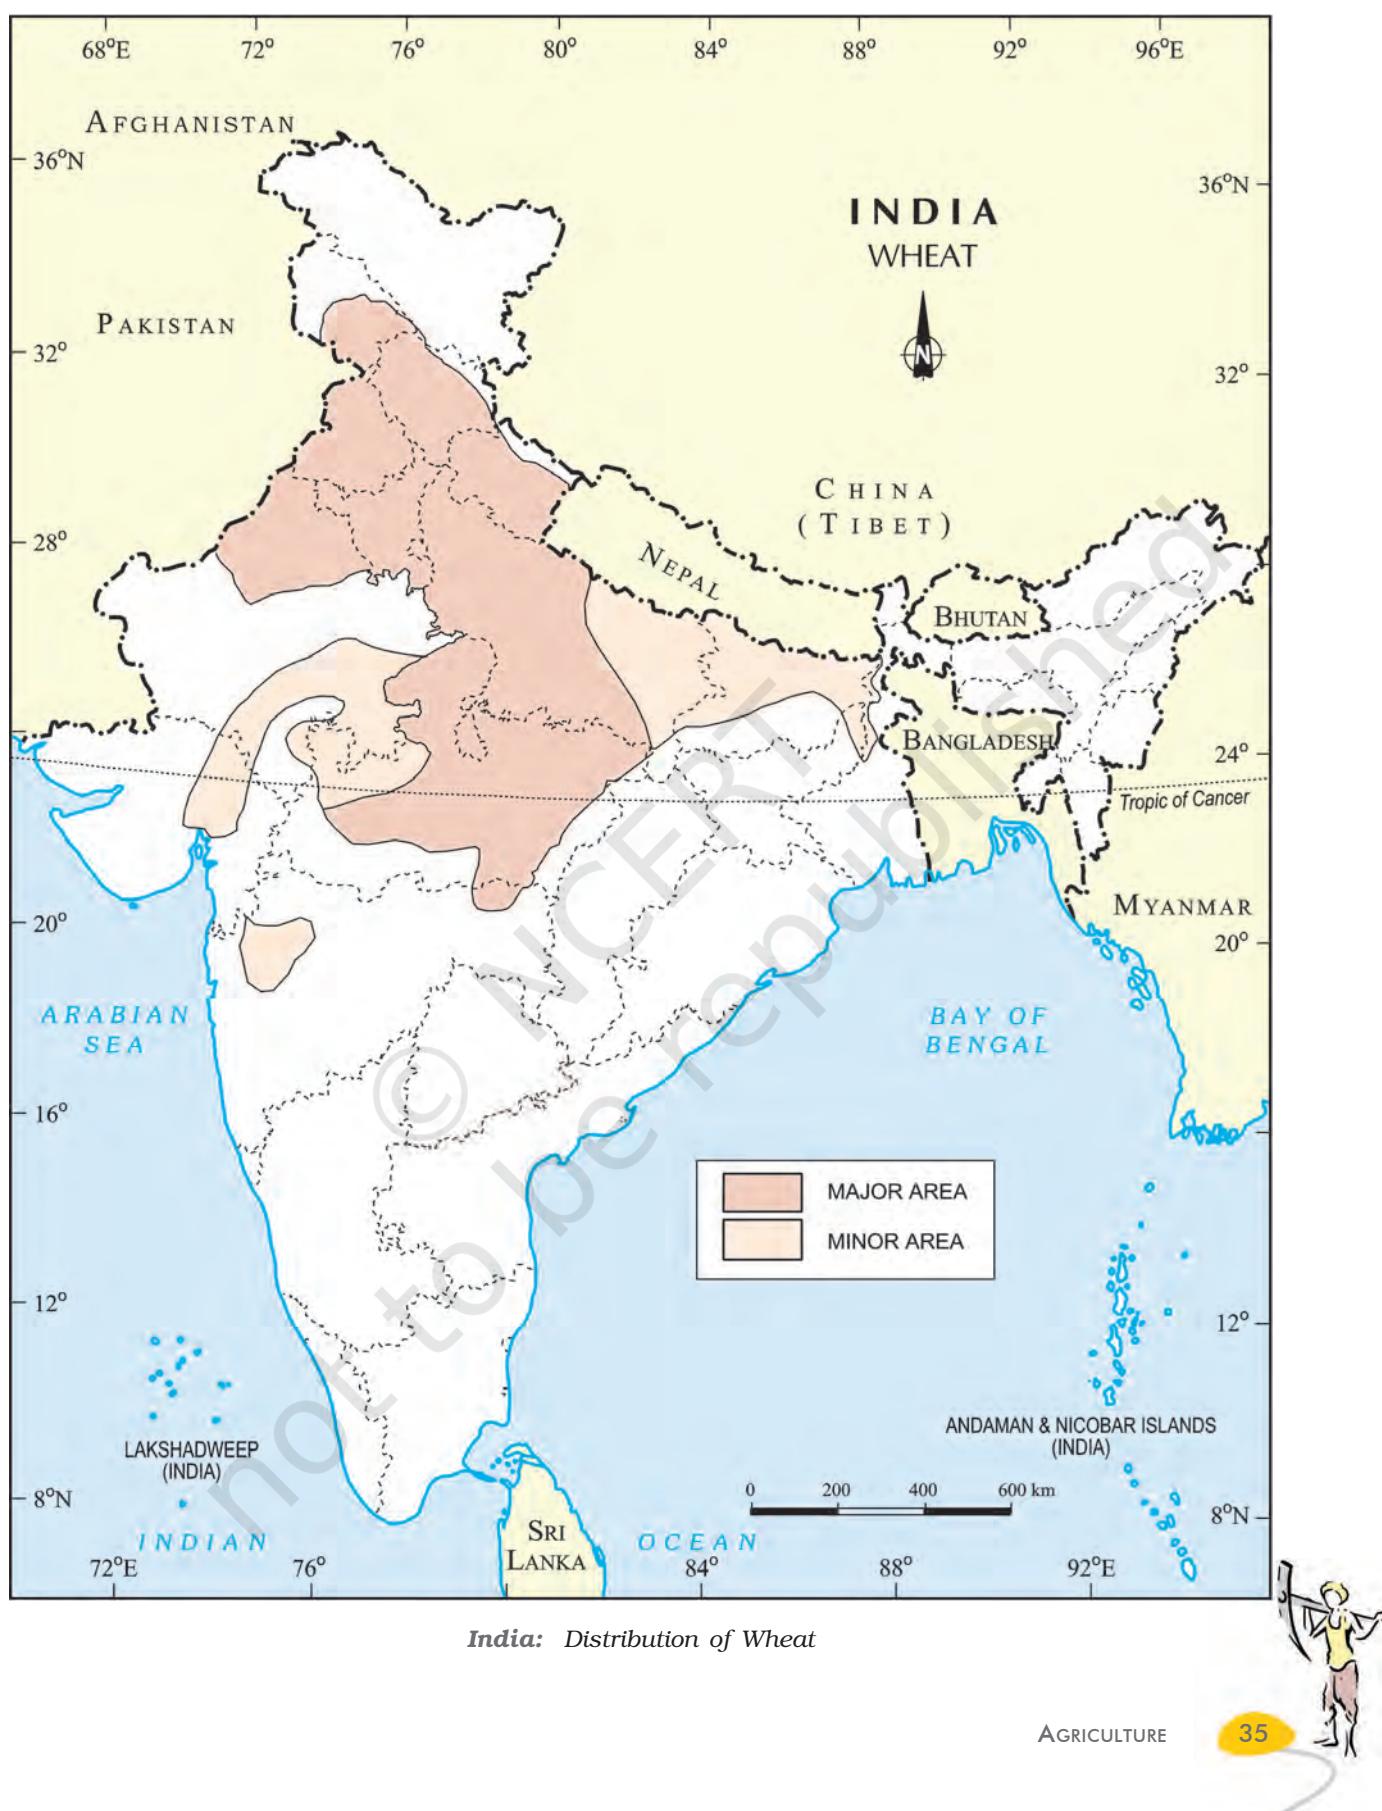 68°E 72° 76° 80° 84° 88° 92° 96°E
AFGHANISTAN
36°N
36°N
INDIA
WHEAT
N
PAKISTAN
32°
32°
CHINA
(TIBET)
28°
NEPAL
BHUTAN
BANGLADESH
24°
Tropic of Cancer
MYANMAR
20°
20°
ARABIAN
SEA
BAY OF
BENGAL
16°
MAJOR AREA
MINOR AREA
12°
12°
LAKSHADWEEP
(INDIA)
ANDAMAN & NICOBAR ISLANDS
(INDIA)
0 200 400 600 km
8°N
8°N
INDIAN
OCEAN
SRI
LANKA
72°E 76° 84° 88° 92°E
© NCERT
not to be republished
India: Distribution of Wheat
AGRICULTURE 35